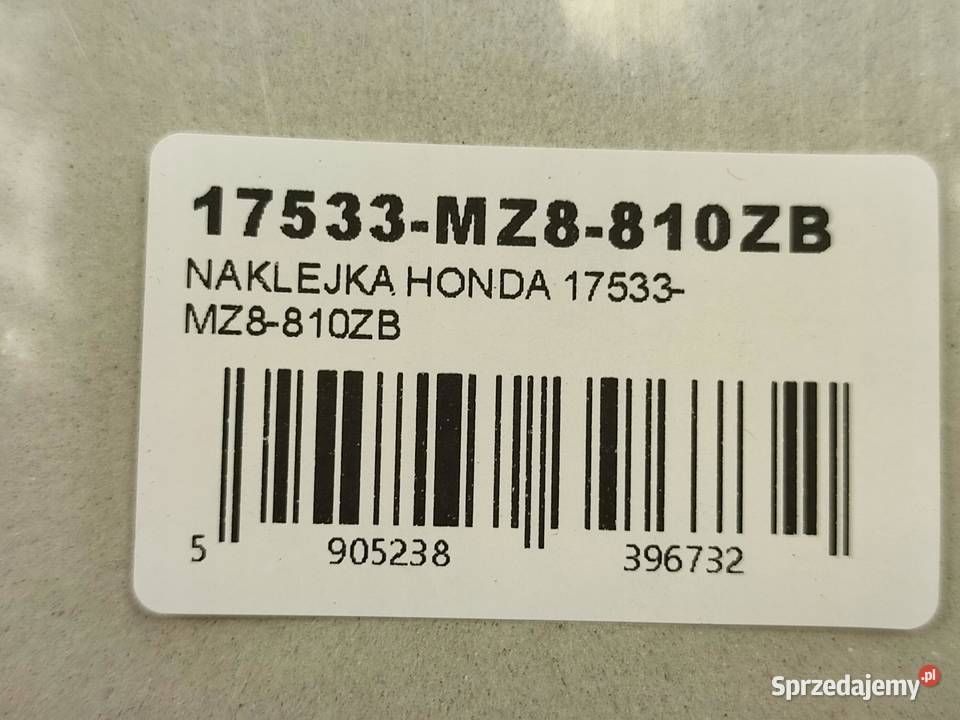 17533-MZ8-810ZB
NAKLEJKA HONDA 17533-
MZ8-810ZB
5 905238 396732
Sprzedajemy.pl